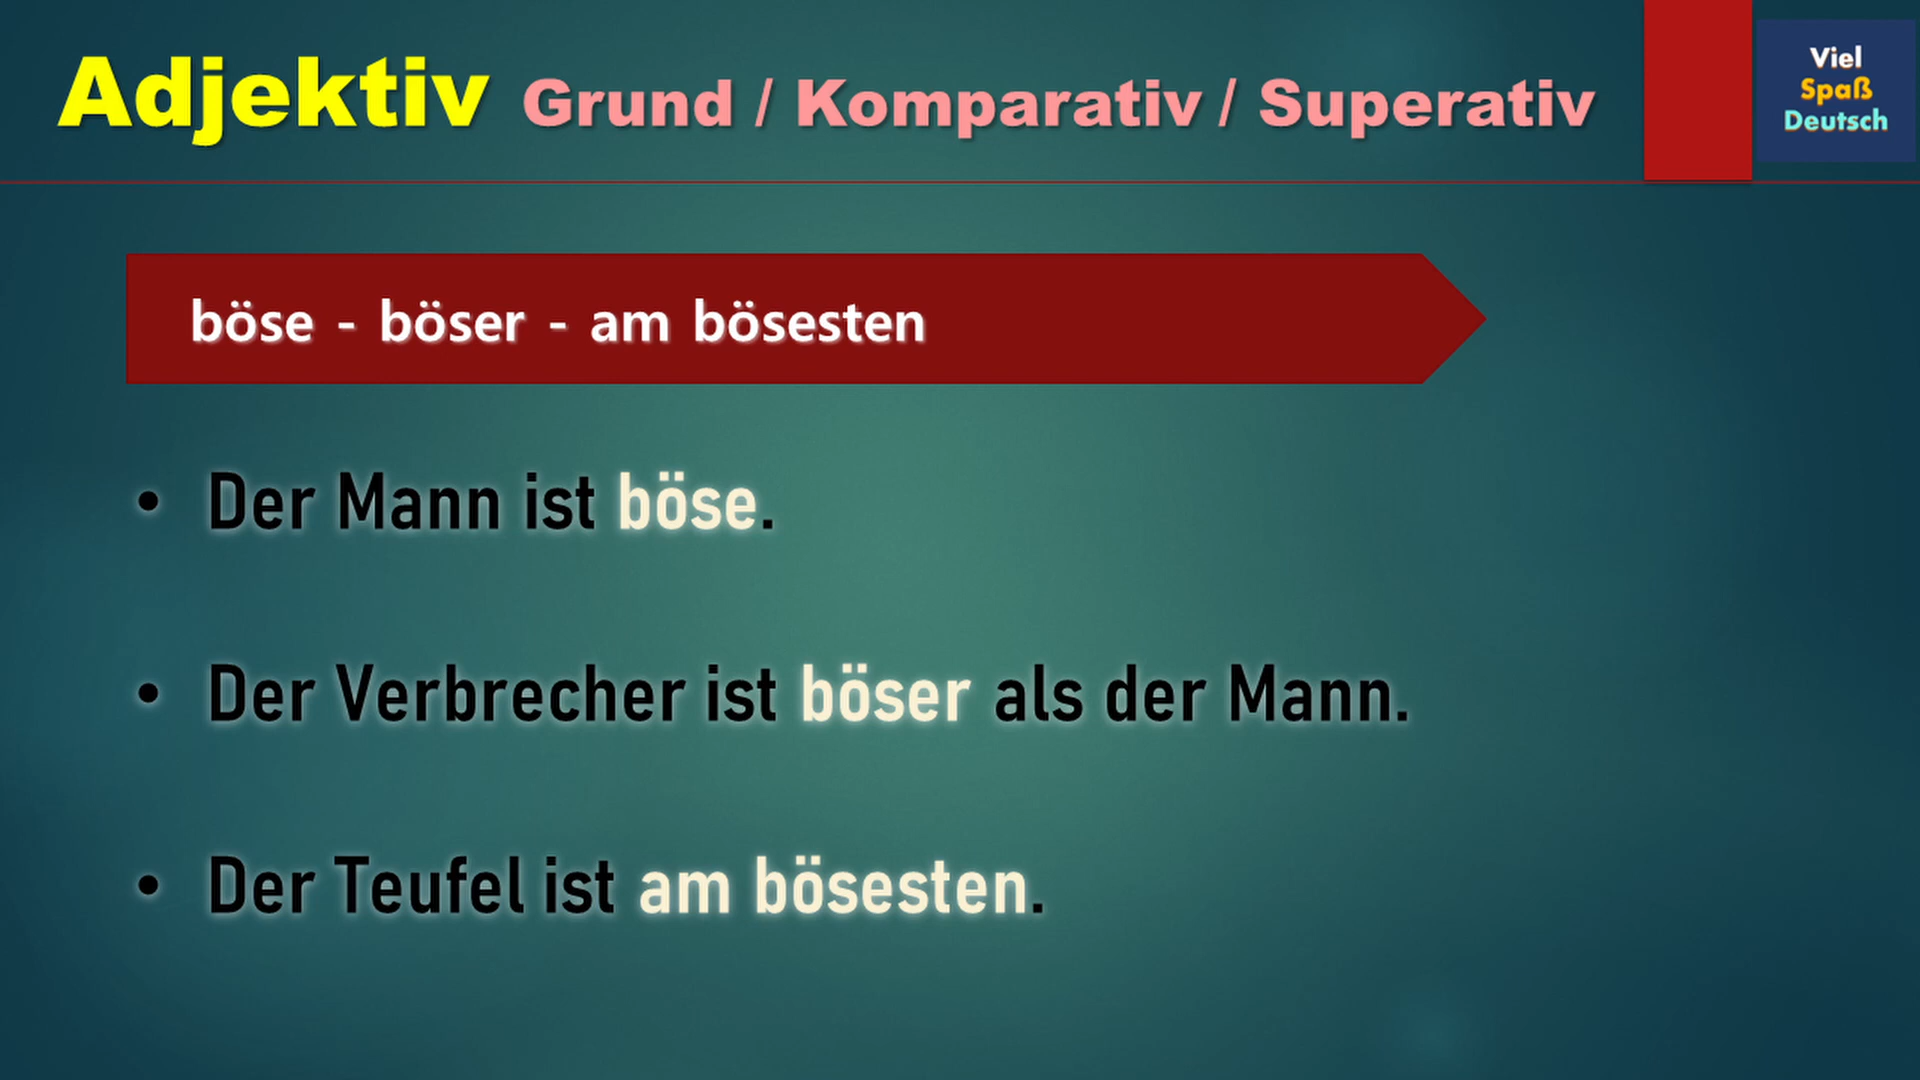 Adjektiv Grund / Komparativ / Superativ
Viel
Spaß
Deutsch
böse - böser - am bösesten
• Der Mann ist böse.
• Der Verbrecher ist böser als der Mann.
• Der Teufel ist am bösesten.